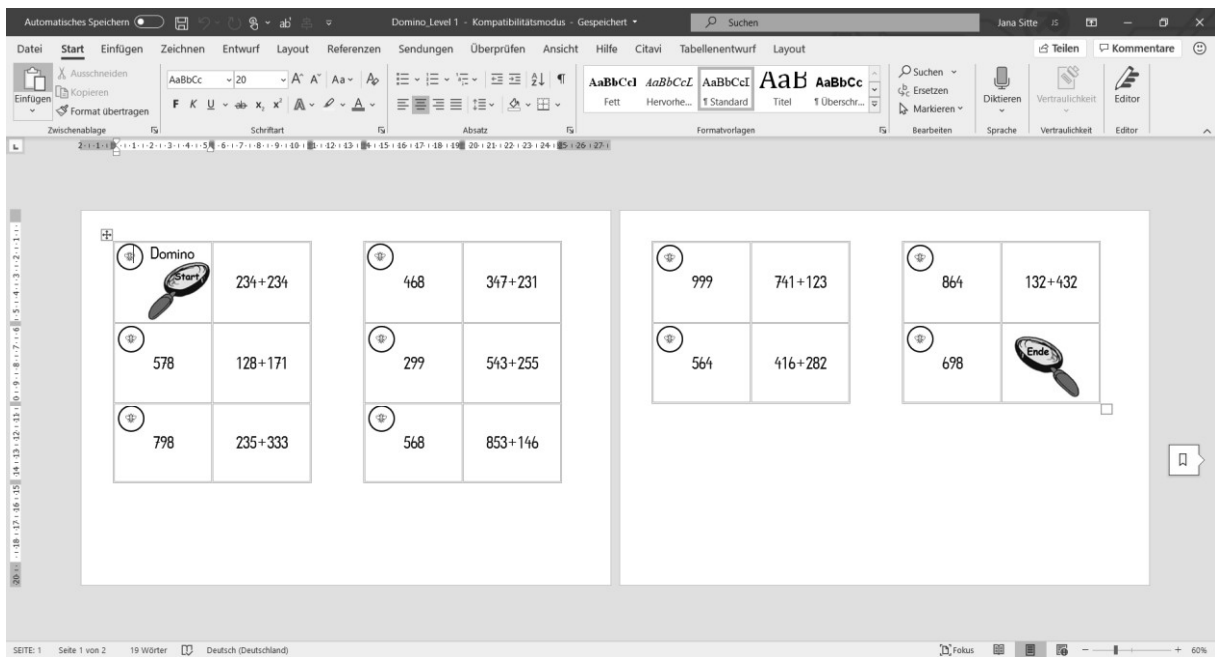 Automatisches Speichern Domino_Level 1 - Kompatibilitätsmodus - Gespeichert Suchen Jana Sitte JS
Datei Start Einfügen Zeichnen Entwurf Layout Referenzen Sendungen Überprüfen Ansicht Hilfe Citavi Tabellenentwurf Layout Teilen Kommentare
Einfügen
Ausschneiden
Kopieren
Format übertragen
AaBbCc 20
F K U ab x₂ x²
AaBbCcI AaBbCcL AaBbCcI AaB AaBbCc
Fett Hervorhe... ¶ Standard Titel ¶ Überschr...
Suchen
Ersetzen
Markieren
Diktieren Vertraulichkeit Editor
Zwischenablage Schriftart Absatz Formatvorlagen Bearbeiten Sprache Vertraulichkeit Editor
Domino
Start
234+234
468 347+231
578 128+171
299 543+255
798 235+333
568 853+146
999 741+123
864 132+432
564 416+282
698
Ende
SEITE: 1 Seite 1 von 2 19 Wörter Deutsch (Deutschland) Fokus 60%